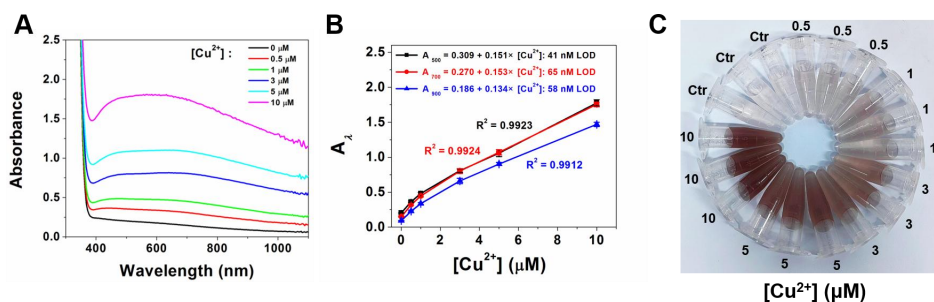 A
[Cu²⁺] :
0 μM
0.5 μM
1 μM
3 μM
5 μM
10 μM
2.5
2.0
1.5
1.0
0.5
0.0
Absorbance
400 600 800 1000
Wavelength (nm)
B
A₅₀₀ = 0.309 + 0.151× [Cu²⁺]: 41 nM LOD
A₇₀₀ = 0.270 + 0.153× [Cu²⁺]: 65 nM LOD
A₉₀₀ = 0.186 + 0.134× [Cu²⁺]: 58 nM LOD
R² = 0.9923
R² = 0.9924
R² = 0.9912
2.5
2.0
1.5
1.0
0.5
0.0
Aλ
0 2 4 6 8 10
[Cu²⁺] (μM)
C
Ctr
Ctr
Ctr
0.5
0.5
0.5
1
1
1
3
3
3
5
5
5
10
10
10
[Cu²⁺] (μM)